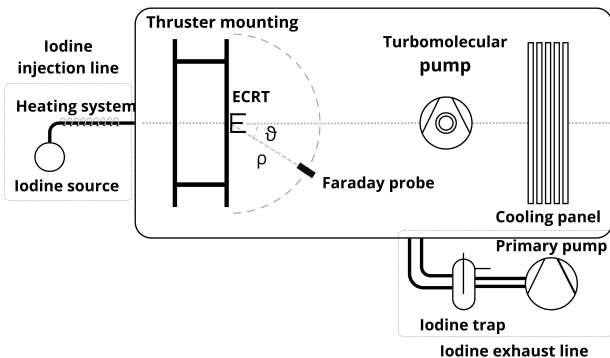 Thruster mounting
Iodine
injection line
Turbomolecular
pump
Heating system
ECRT
ϑ
ρ
Iodine source
Faraday probe
Cooling panel
Primary pump
Iodine trap
Iodine exhaust line